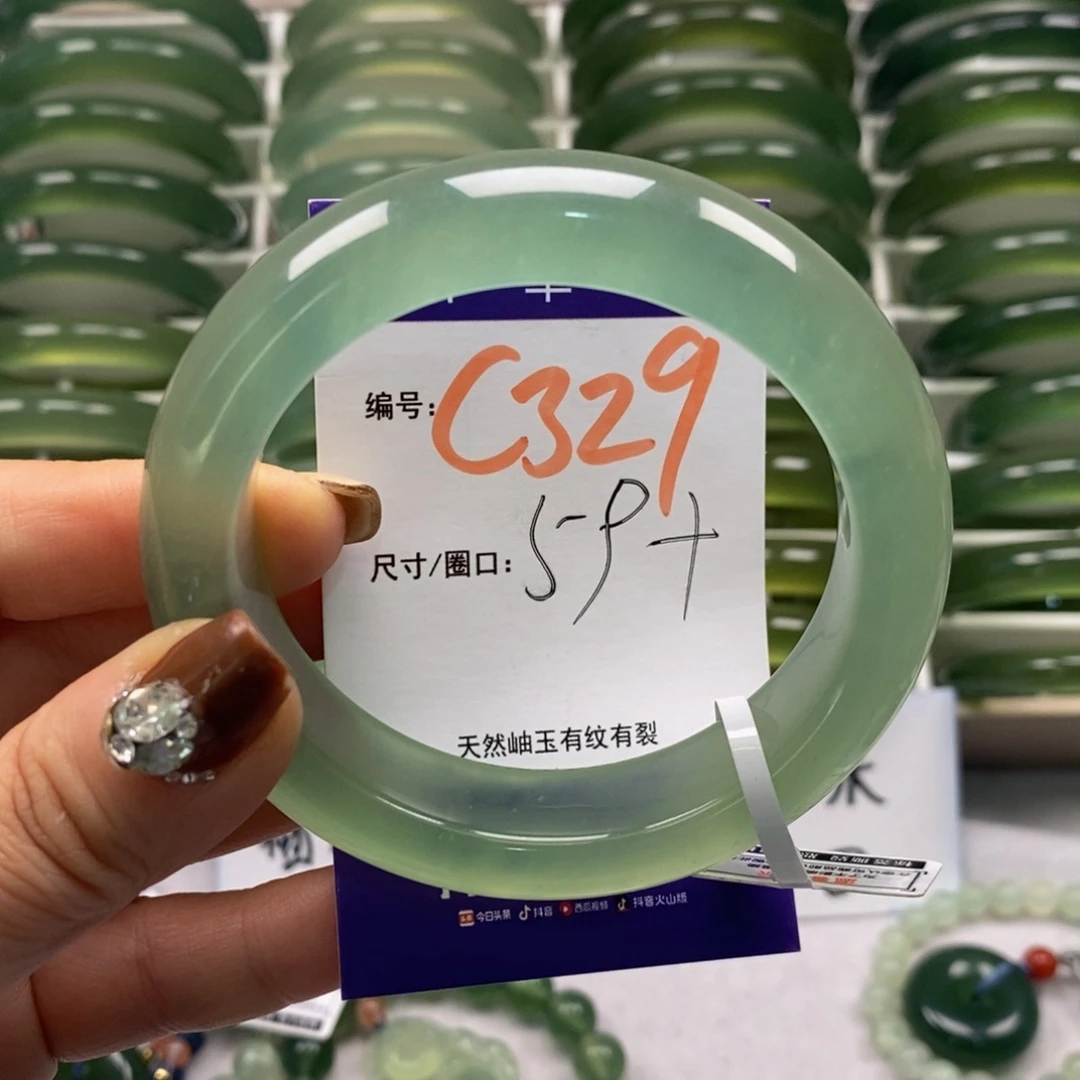 编号：C329
尺寸/圈口：59+
天然岫玉有纹有裂
今日头条 抖音 西瓜视频 抖音火山版